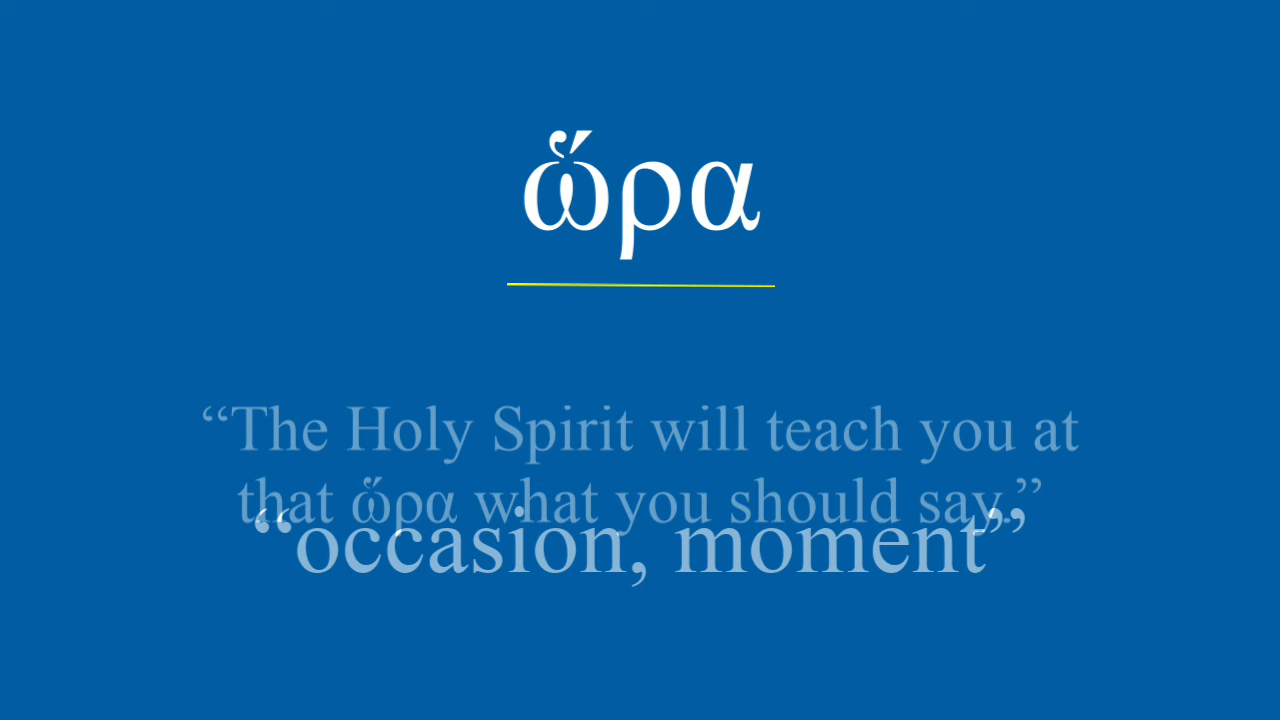 ὥρα
“The Holy Spirit will teach you at
that ὥρα what you should say.”
“occasion, moment”